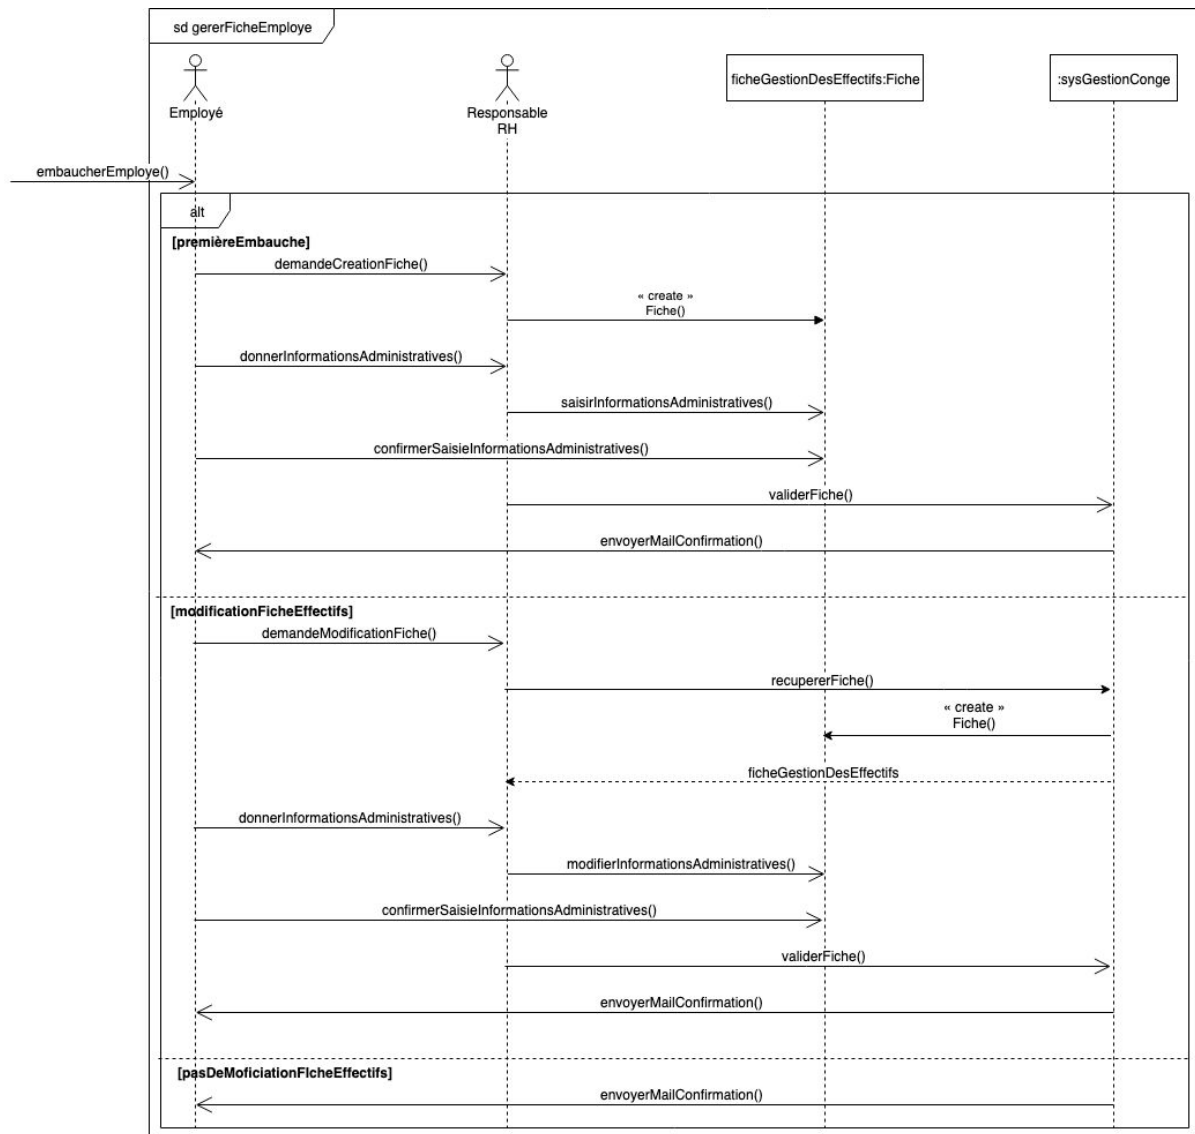 sd gererFicheEmploye
Employé
Responsable
RH
ficheGestionDesEffectifs:Fiche
:sysGestionConge
embaucherEmploye()
alt
[premièreEmbauche]
demandeCreationFiche()
« create »
Fiche()
donnerInformationsAdministratives()
saisirInformationsAdministratives()
confirmerSaisieInformationsAdministratives()
validerFiche()
envoyerMailConfirmation()
[modificationFicheEffectifs]
demandeModificationFiche()
recupererFiche()
« create »
Fiche()
ficheGestionDesEffectifs
donnerInformationsAdministratives()
modifierInformationsAdministratives()
confirmerSaisieInformationsAdministratives()
validerFiche()
envoyerMailConfirmation()
[pasDeMoficiationFIcheEffectifs]
envoyerMailConfirmation()